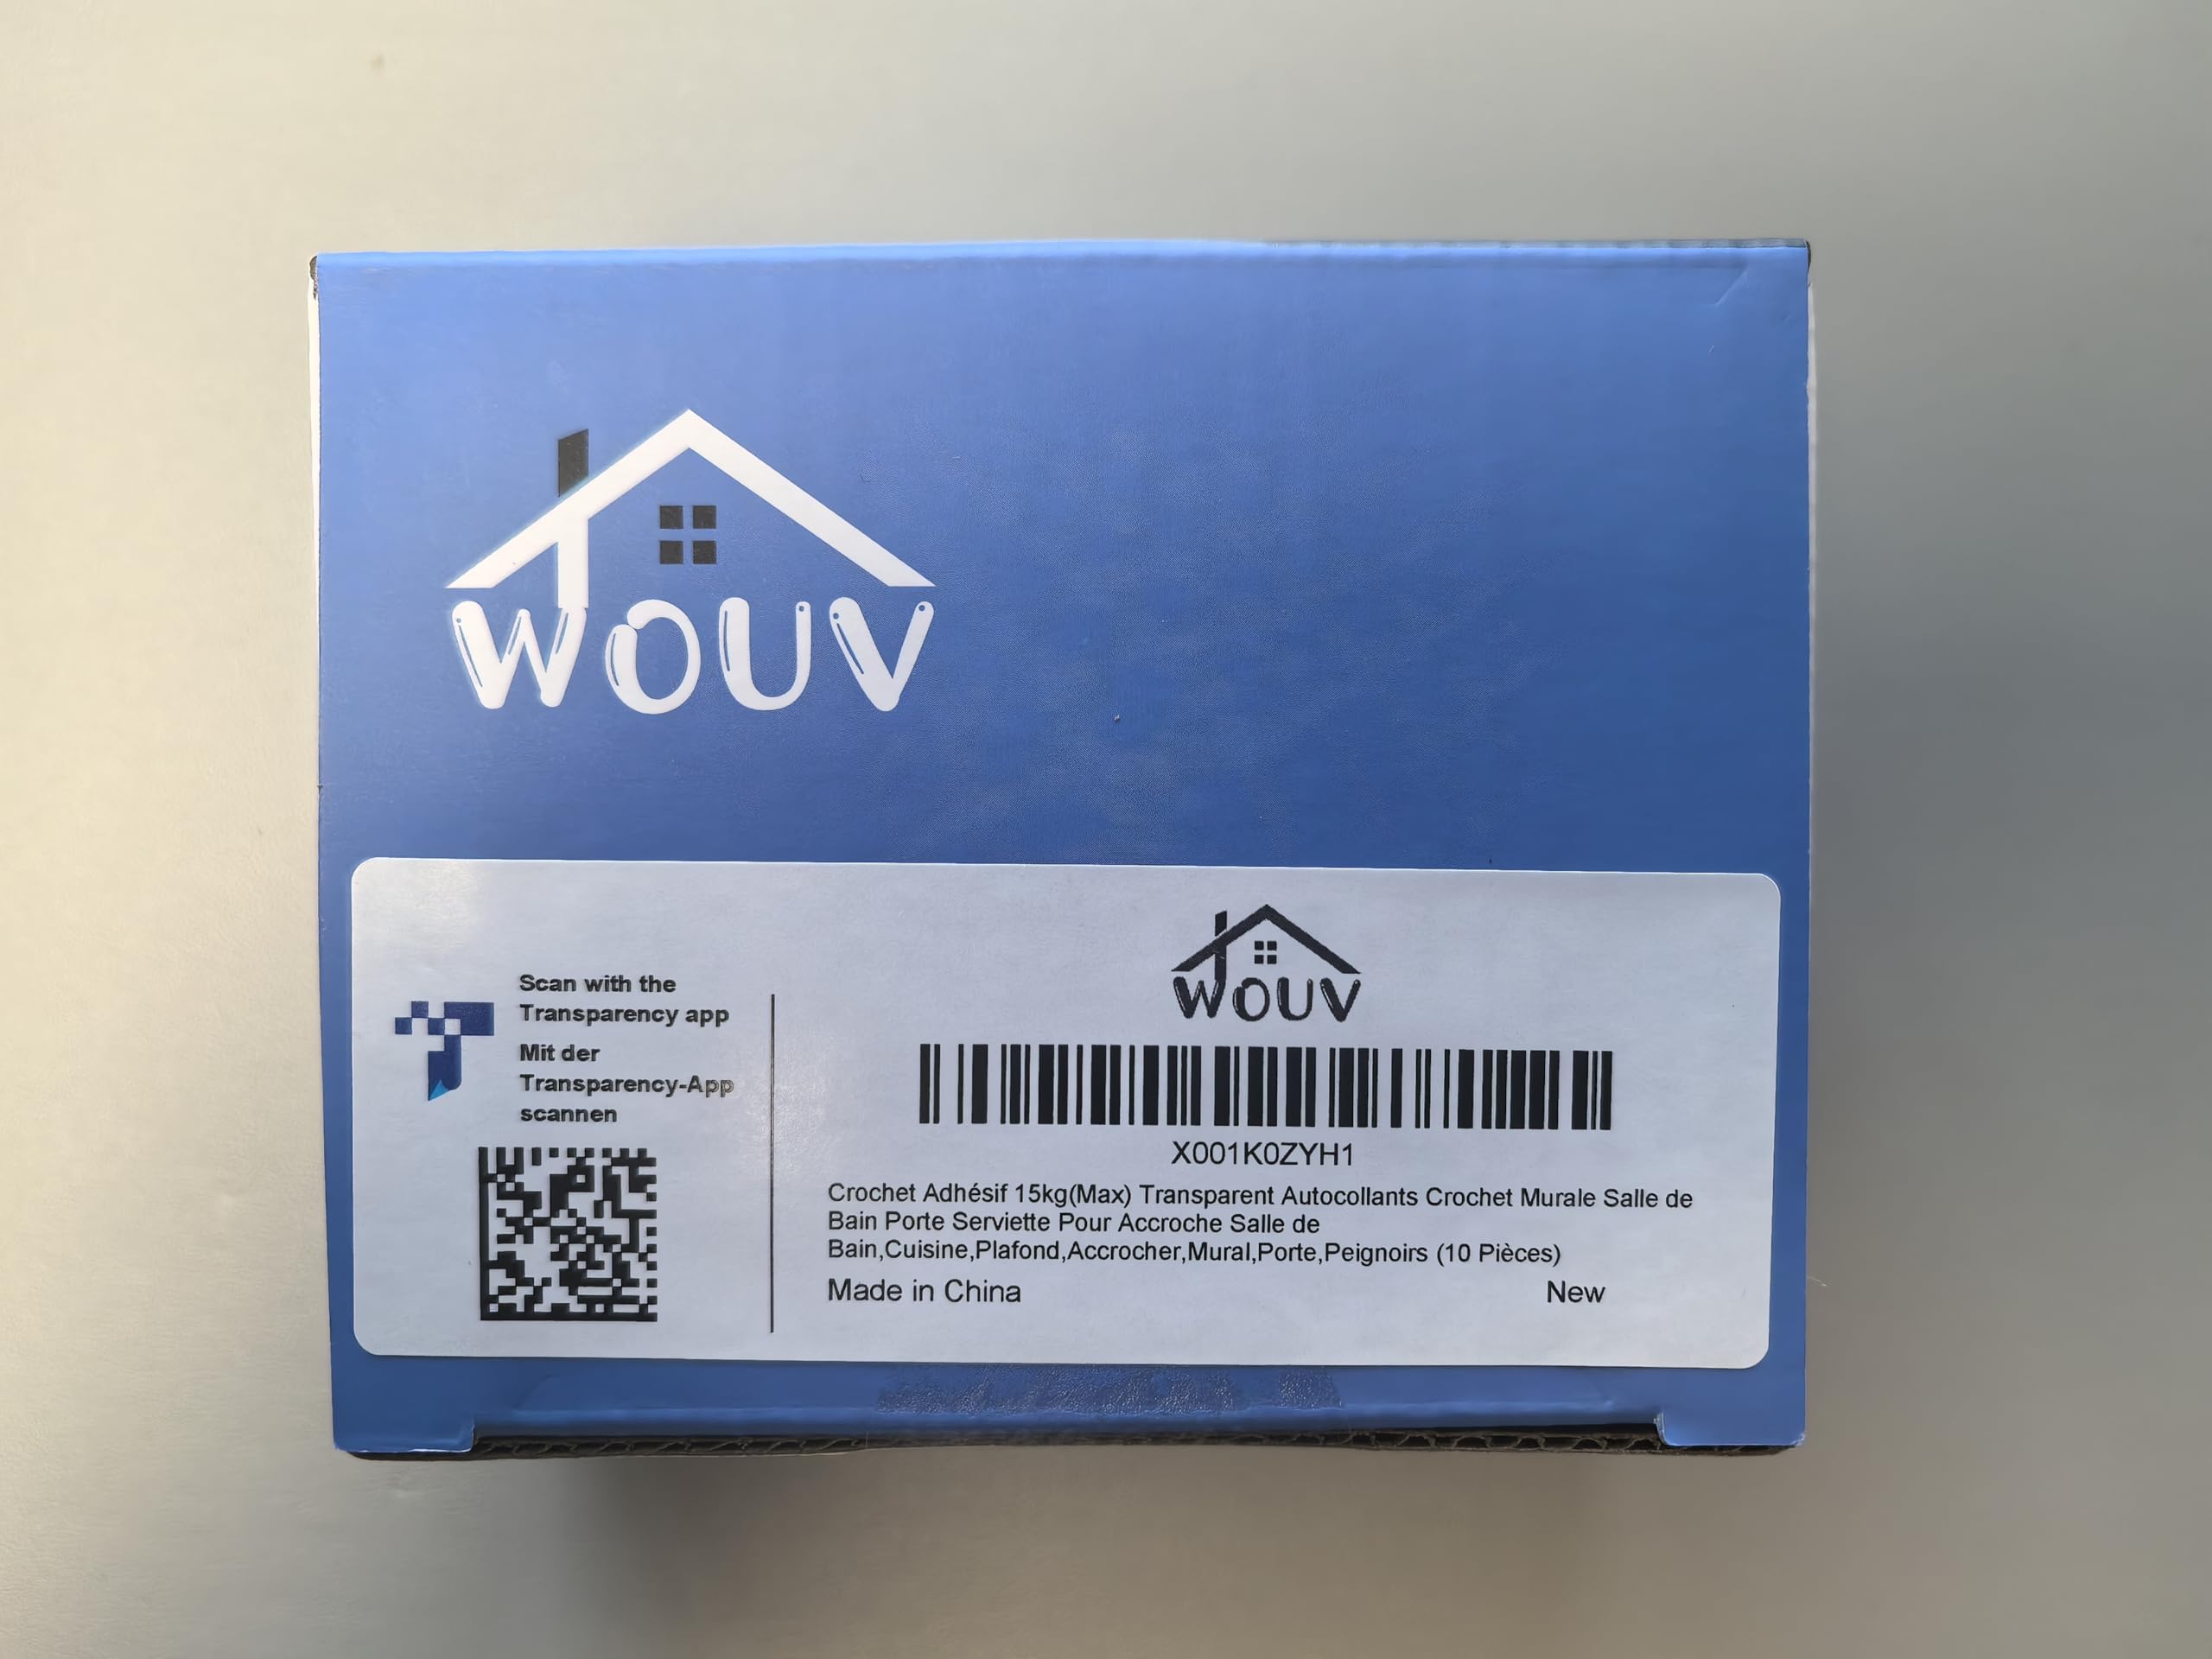 WOUV
Scan with the
Transparency app
Mit der
Transparency-App
scannen
WOUV
X001K0ZYH1
Crochet Adhésif 15kg(Max) Transparent Autocollants Crochet Murale Salle de
Bain Porte Serviette Pour Accroche Salle de
Bain,Cuisine,Plafond,Accrocher,Mural,Porte,Peignoirs (10 Pièces)
Made in China New